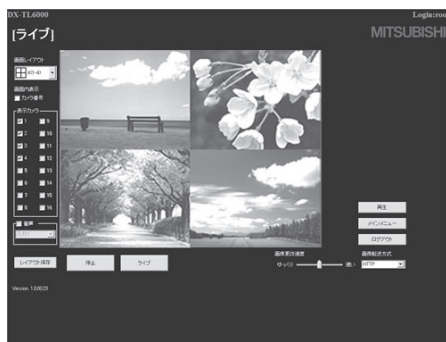 DX-TL6000
Login:roo
[ライブ]
MITSUBISHI
画面レイアウト
画面内表示
カメラ番号
表示カメラ
1 9
2 10
3 11
4 12
5 13
6 14
7 15
8 16
音声
再生
メインメニュー
ログアウト
レイアウト保存
停止
ライブ
画像更新速度
画像転送方式
ゆっくり
速い
HTTP